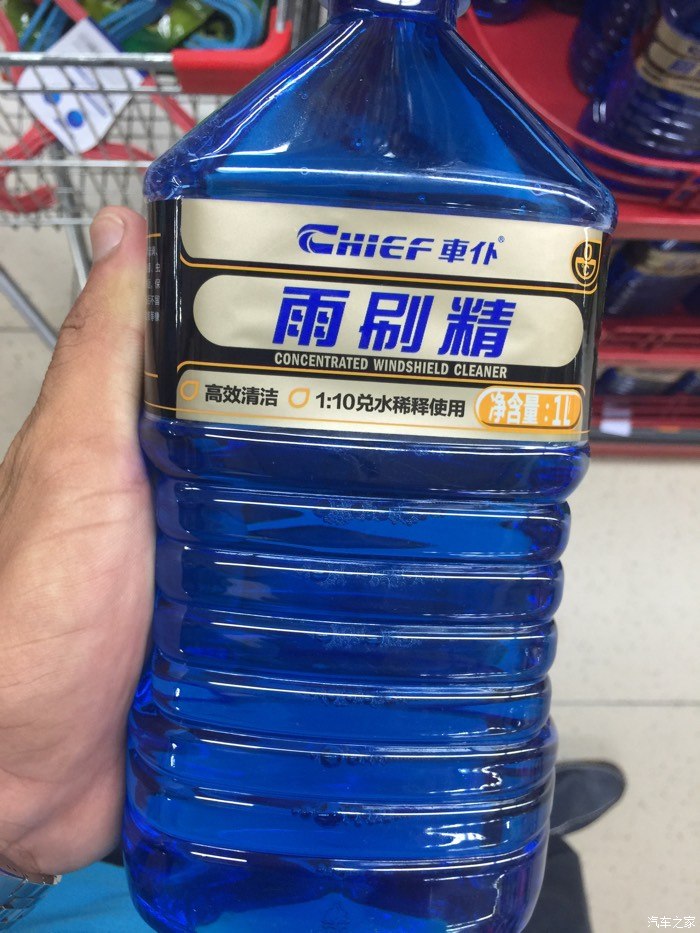 CHIEF 車仆®
雨刷精
CONCENTRATED WINDSHIELD CLEANER
高效清洁 1:10兑水稀释使用 净含量:1L
汽车之家